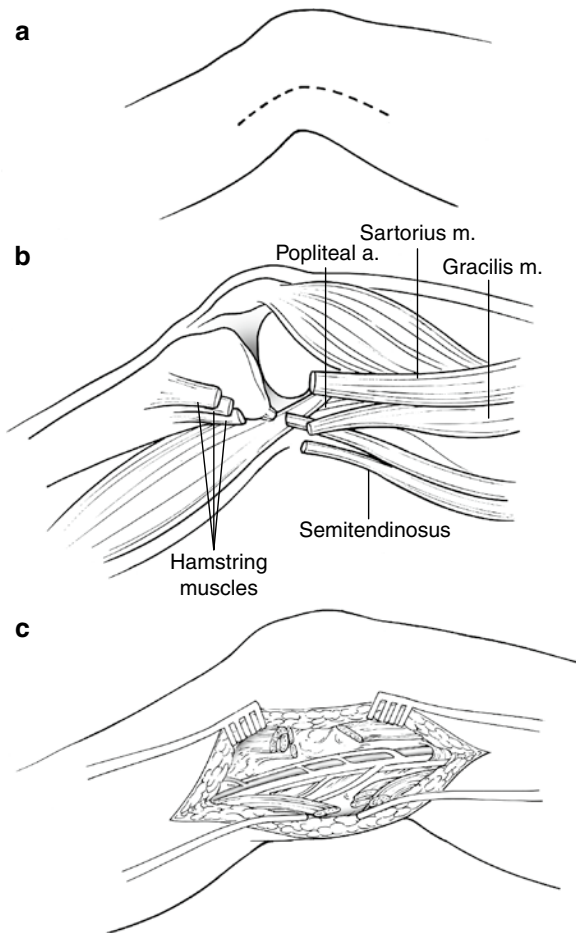 a
b
Sartorius m.
Popliteal a.
Gracilis m.
Semitendinosus
Hamstring
muscles
c